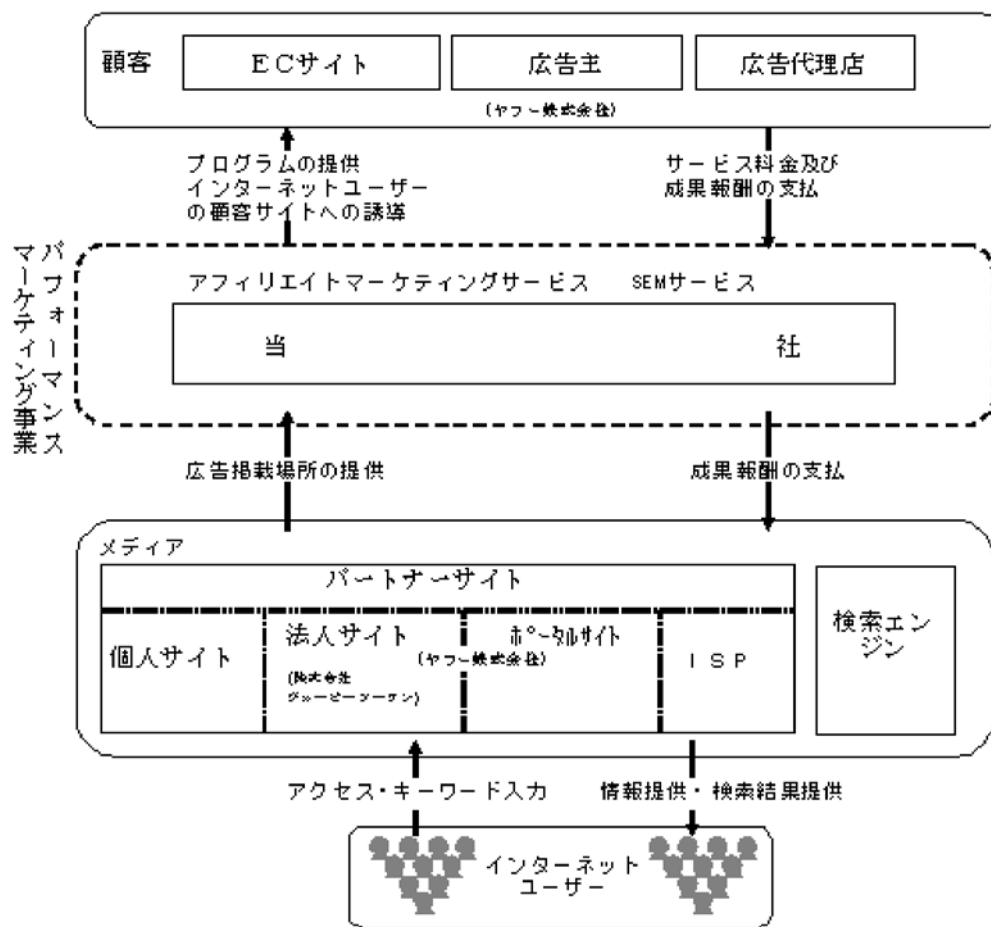 顧客
ECサイト
広告主
広告代理店
(ヤフー株式会社)
プログラムの提供
インターネットユーザー
の顧客サイトへの誘導
サービス料金及び
成果報酬の支払
パフォーマンス
マーケティング事業
アフィリエイトマーケティングサービス SEMサービス
当 社
広告掲載場所の提供
成果報酬の支払
メディア
パートナーサイト
個人サイト
法人サイト
(株式会社
ポータルサイト
(ヤフー株式会社)
ISP
検索エン
ジン
アクセス・キーワード入力
情報提供・検索結果提供
インターネット
ユーザー